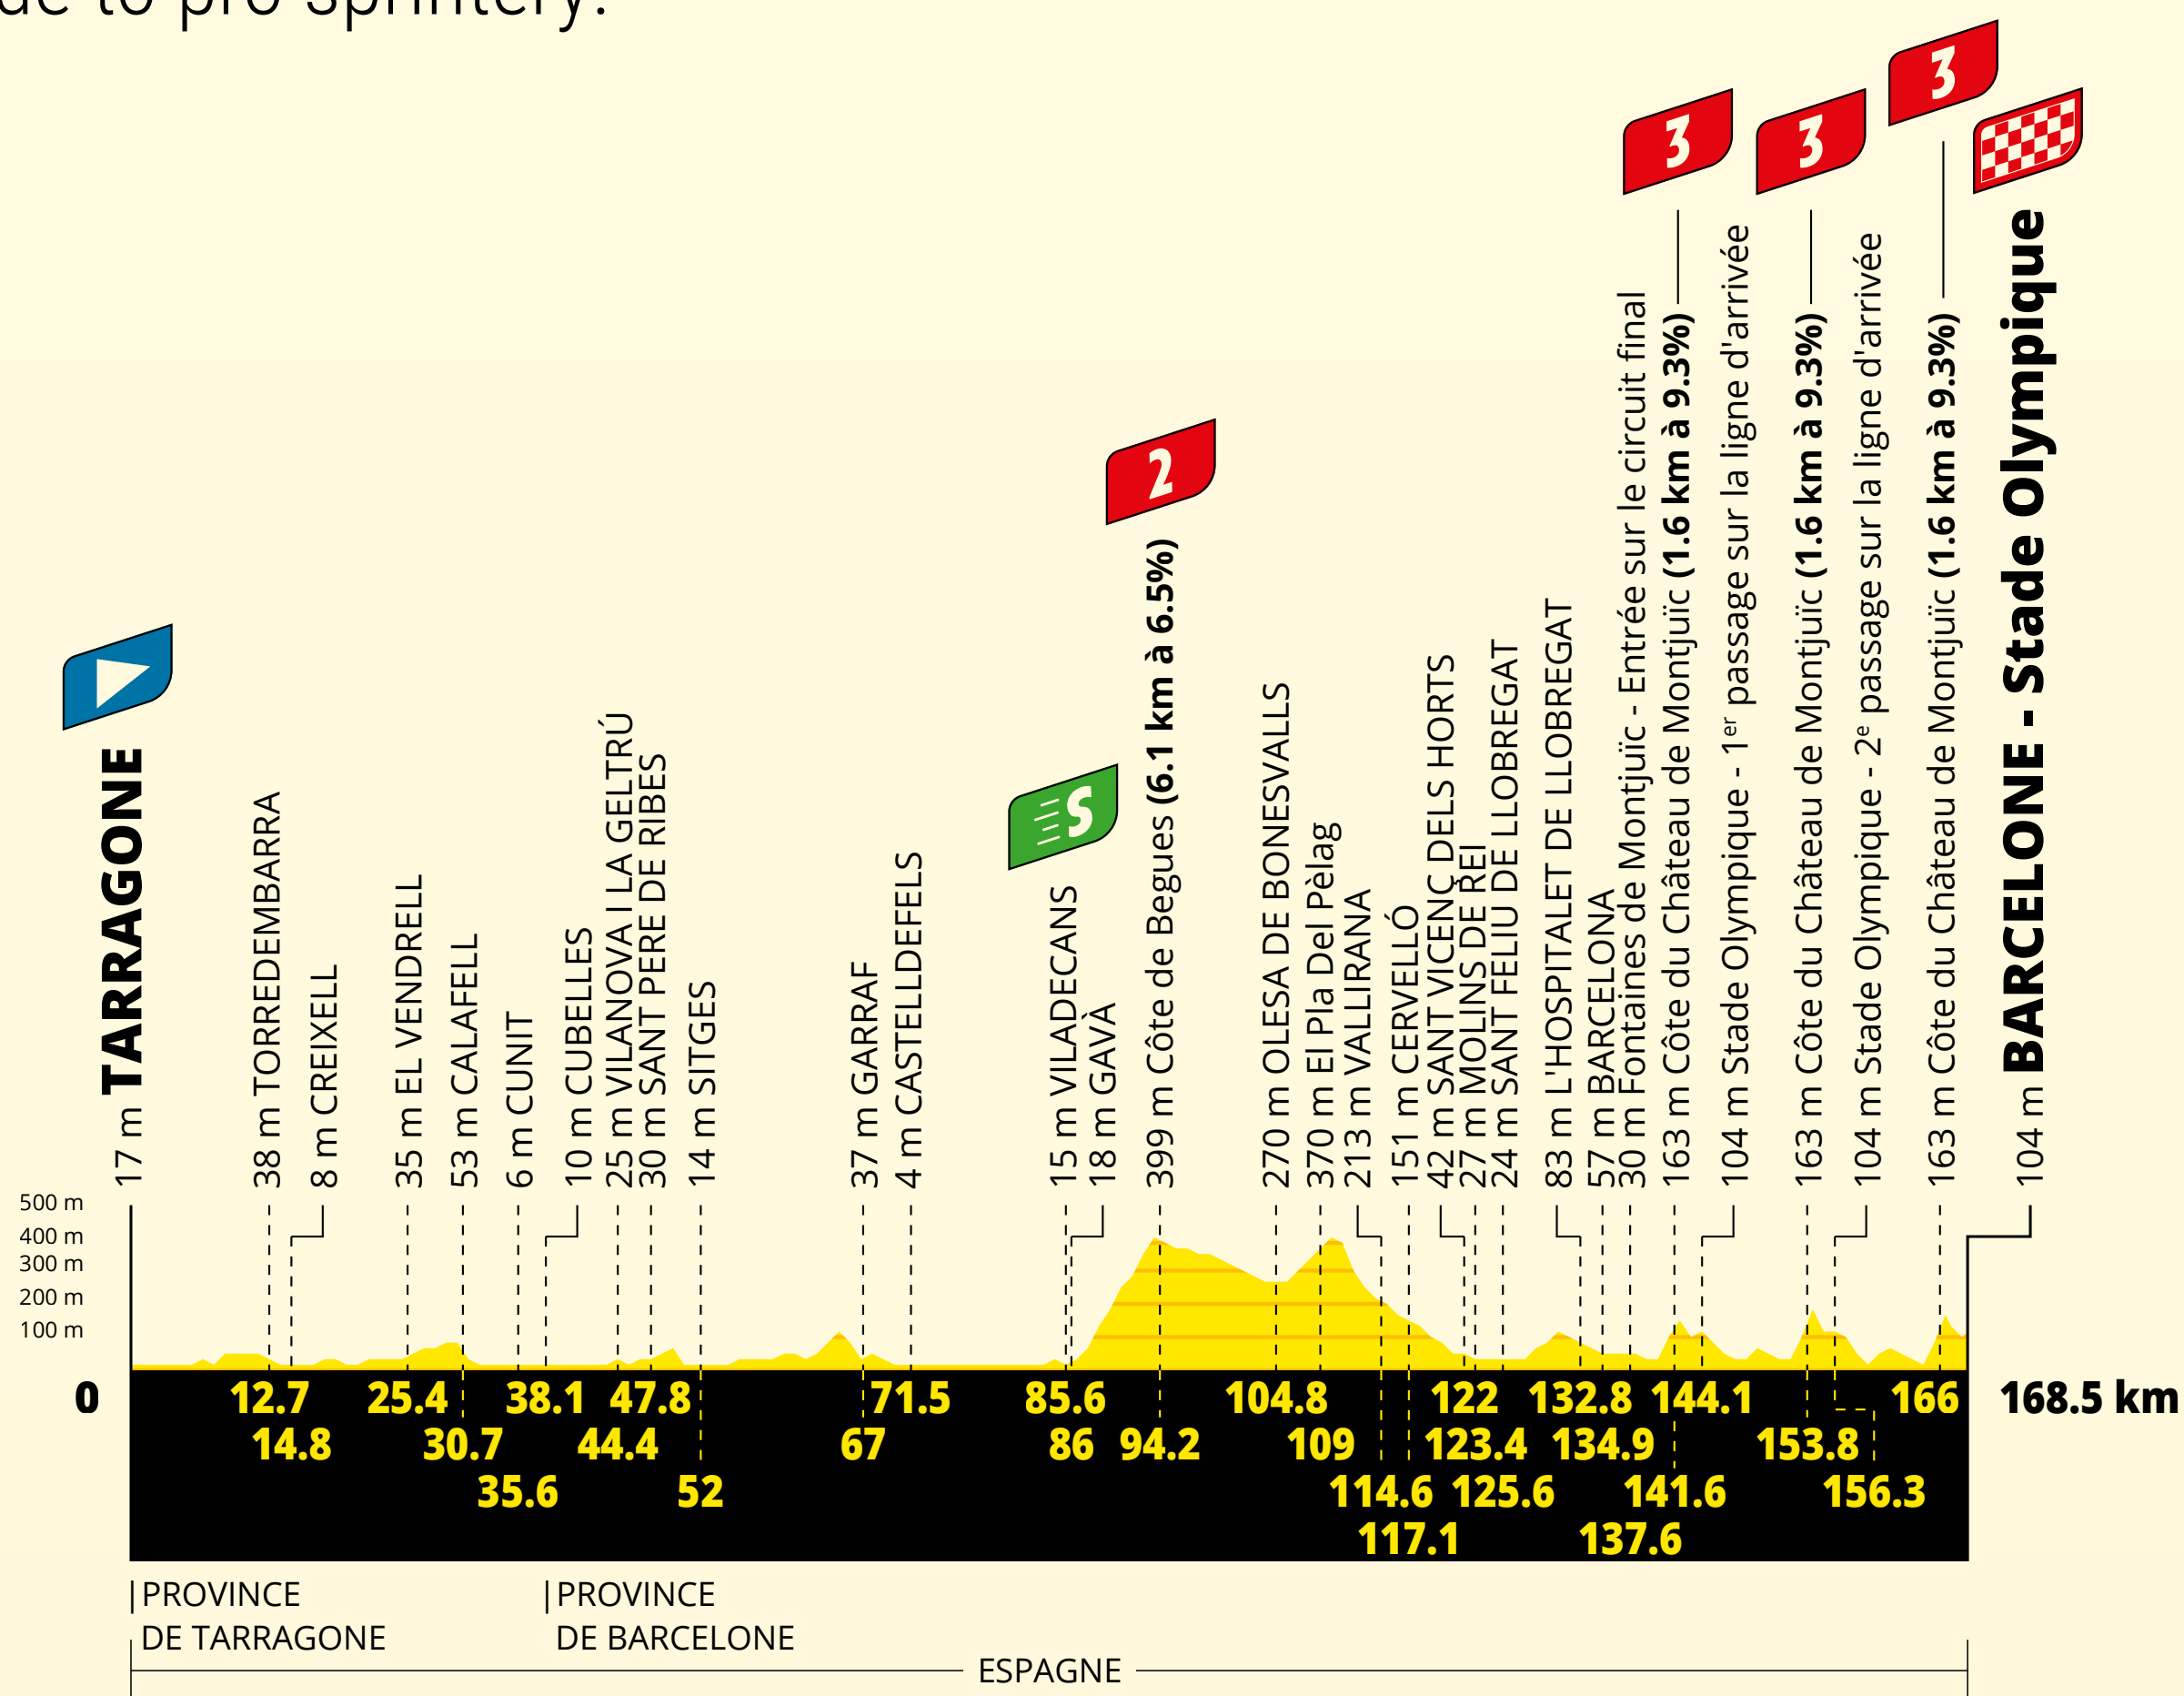 de to pro sprintery.
3
3
3
2
S
17 m TARRAGONE
38 m TORREDEMBARRA
8 m CREIXELL
35 m EL VENDRELL
53 m CALAFELL
6 m CUNIT
10 m CUBELLES
25 m VILANOVA I LA GELTRÚ
30 m SANT PERE DE RIBES
14 m SITGES
37 m GARRAF
4 m CASTELLDEFELS
15 m VILADECANS
18 m GAVÀ
399 m Côte de Begues (6.1 km à 6.5%)
270 m OLESA DE BONESVALLS
370 m El Pla Del Pèlag
213 m VALLIRANA
151 m CERVELLÓ
42 m SANT VICENÇ DELS HORTS
27 m MOLINS DE REI
24 m SANT FELIU DE LLOBREGAT
83 m L'HOSPITALET DE LLOBREGAT
57 m BARCELONA
30 m Fontaines de Montjuïc - Entrée sur le circuit final
163 m Côte du Château de Montjuïc (1.6 km à 9.3%)
104 m Stade Olympique - 1er passage sur la ligne d'arrivée
163 m Côte du Château de Montjuïc (1.6 km à 9.3%)
104 m Stade Olympique - 2e passage sur la ligne d'arrivée
163 m Côte du Château de Montjuïc (1.6 km à 9.3%)
104 m BARCELONE - Stade Olympique
500 m
400 m
300 m
200 m
100 m
0 12.7 25.4 38.1 47.8 71.5 85.6 104.8 122 132.8 144.1 166 168.5 km
14.8 30.7 44.4 67 86 94.2 109 123.4 134.9 153.8
35.6 52 114.6 125.6 141.6 156.3
117.1 137.6
PROVINCE
DE TARRAGONE
PROVINCE
DE BARCELONE
ESPAGNE